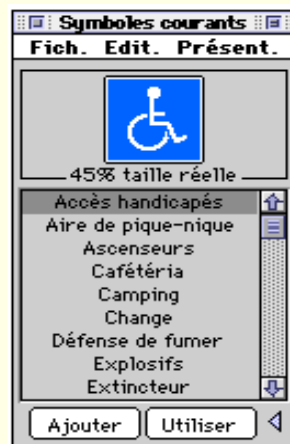 Symboles courants
Fich. Edit. Présent.
45% taille réelle
Accès handicapés
Aire de pique-nique
Ascenseurs
Cafétéria
Camping
Change
Défense de fumer
Explosifs
Extincteur
Ajouter Utiliser